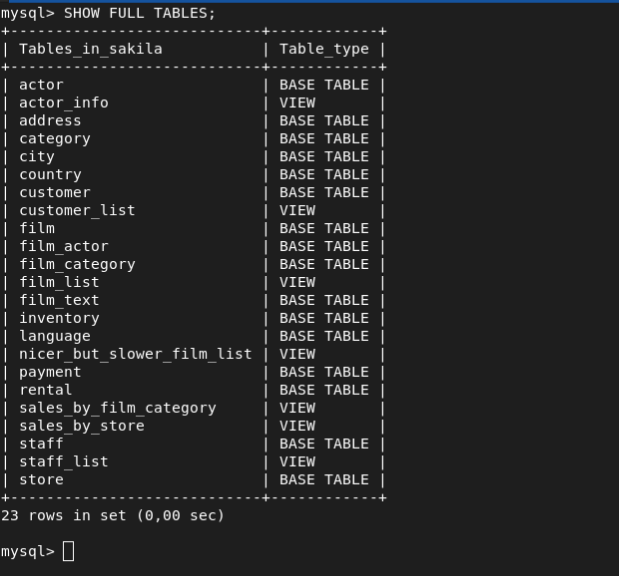 mysql> SHOW FULL TABLES;
+----------------------------+------------+
| Tables_in_sakila           | Table_type |
+----------------------------+------------+
| actor                      | BASE TABLE |
| actor_info                 | VIEW       |
| address                    | BASE TABLE |
| category                   | BASE TABLE |
| city                       | BASE TABLE |
| country                    | BASE TABLE |
| customer                   | BASE TABLE |
| customer_list              | VIEW       |
| film                       | BASE TABLE |
| film_actor                 | BASE TABLE |
| film_category              | BASE TABLE |
| film_list                  | VIEW       |
| film_text                  | BASE TABLE |
| inventory                  | BASE TABLE |
| language                   | BASE TABLE |
| nicer_but_slower_film_list | VIEW       |
| payment                    | BASE TABLE |
| rental                     | BASE TABLE |
| sales_by_film_category     | VIEW       |
| sales_by_store             | VIEW       |
| staff                      | BASE TABLE |
| staff_list                 | VIEW       |
| store                      | BASE TABLE |
+----------------------------+------------+
23 rows in set (0,00 sec)
mysql>